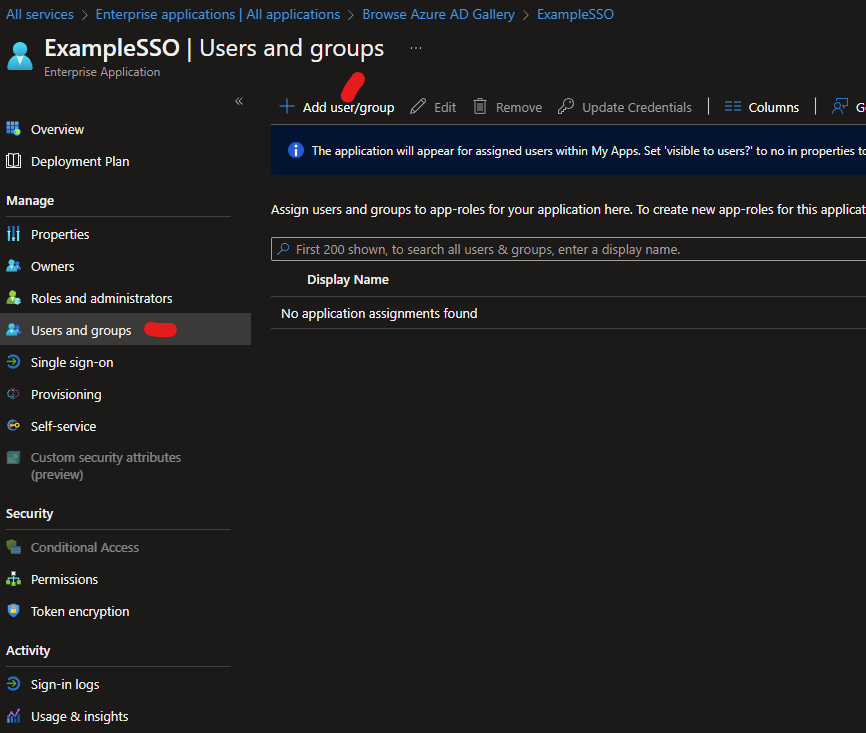 All services > Enterprise applications | All applications > Browse Azure AD Gallery > ExampleSSO
ExampleSSO | Users and groups ...
Enterprise Application
«
Add user/group Edit Remove Update Credentials Columns
Overview
Deployment Plan
The application will appear for assigned users within My Apps. Set 'visible to users?' to no in properties to
Manage
Assign users and groups to app-roles for your application here. To create new app-roles for this
Properties
First 200 shown, to search all users & groups, enter a display name.
Owners
Display Name
Roles and administrators
No application assignments found
Users and groups
Single sign-on
Provisioning
Self-service
Custom security attributes
(preview)
Security
Conditional Access
Permissions
Token encryption
Activity
Sign-in logs
Usage & insights